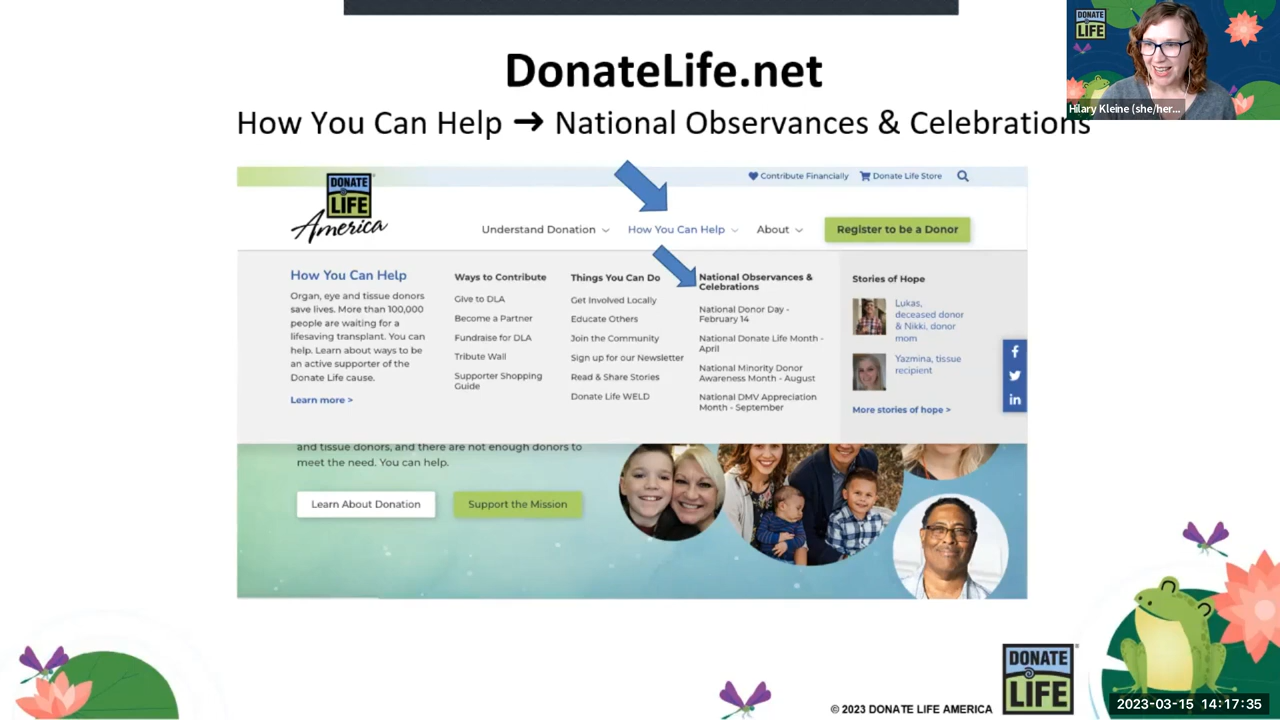 DonateLife.net
How You Can Help → National Observances & Celebrations
DONATE
LIFE
Hilary Kleine (she/her...
DONATE
LIFE
America
Contribute Financially
Donate Life Store
Understand Donation
How You Can Help
About
Register to be a Donor
How You Can Help
Organ, eye and tissue donors
save lives. More than 100,000
people are waiting for a
lifesaving transplant. You can
help. Learn about ways to be
an active supporter of the
Donate Life cause.
Learn more >
Ways to Contribute
Give to DLA
Become a Partner
Fundraise for DLA
Tribute Wall
Supporter Shopping
Guide
Things You Can Do
Get Involved Locally
Educate Others
Join the Community
Sign up for our Newsletter
Read & Share Stories
Donate Life WELD
National Observances &
Celebrations
National Donor Day -
February 14
National Donate Life Month -
April
National Minority Donor
Awareness Month - August
National DMV Appreciation
Month - September
Stories of Hope
Lukas,
deceased donor
& Nikki, donor
mom
Yazmina, tissue
recipient
More stories of hope >
f
in
and tissue donors, and there are not enough donors to
meet the need. You can help.
Learn About Donation
Support the Mission
© 2023 DONATE LIFE AMERICA
DONATE
LIFE
2023-03-15 14:17:35